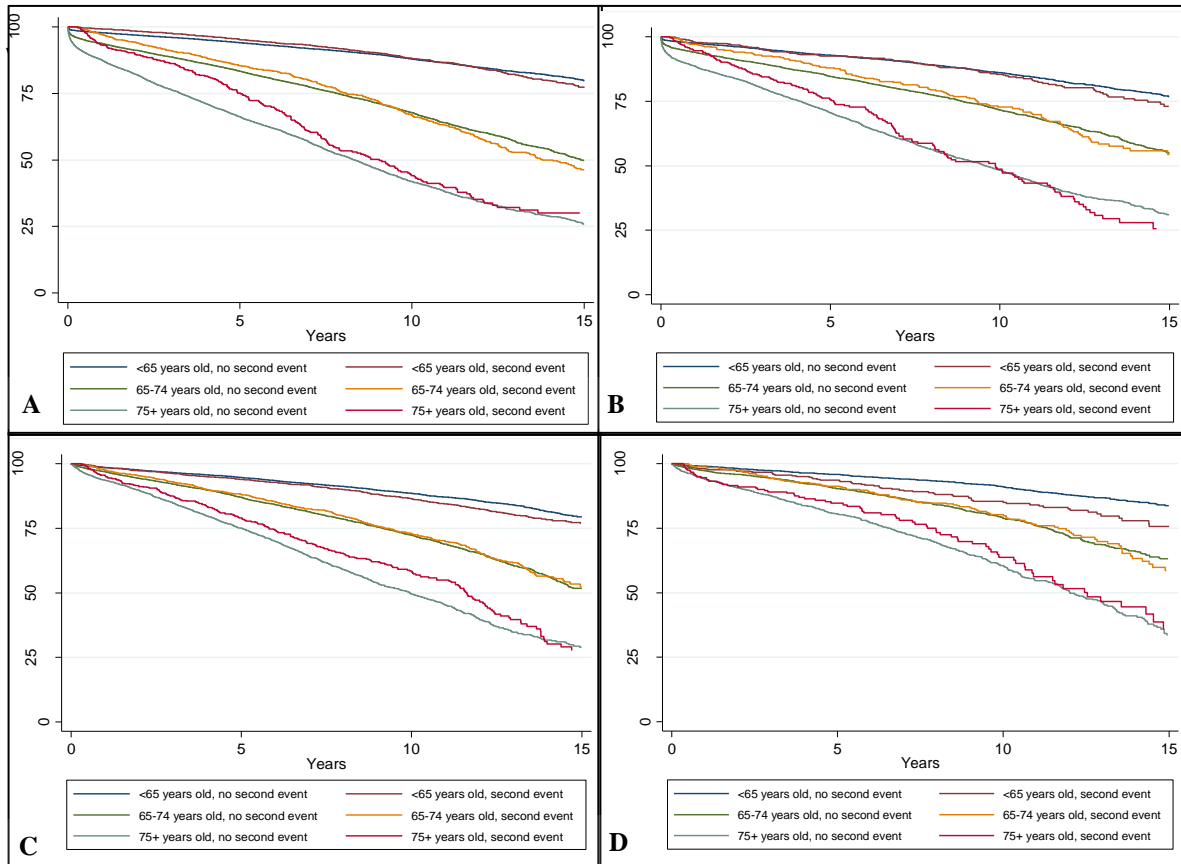 100
75
50
25
0
0 5 10 15
Years
<65 years old, no second event <65 years old, second event
65-74 years old, no second event 65-74 years old, second event
75+ years old, no second event 75+ years old, second event
A
100
75
50
25
0
0 5 10 15
Years
<65 years old, no second event <65 years old, second event
65-74 years old, no second event 65-74 years old, second event
75+ years old, no second event 75+ years old, second event
B
100
75
50
25
0
0 5 10 15
Years
<65 years old, no second event <65 years old, second event
65-74 years old, no second event 65-74 years old, second event
75+ years old, no second event 75+ years old, second event
C
100
75
50
25
0
0 5 10 15
Years
<65 years old, no second event <65 years old, second event
65-74 years old, no second event 65-74 years old, second event
75+ years old, no second event 75+ years old, second event
D